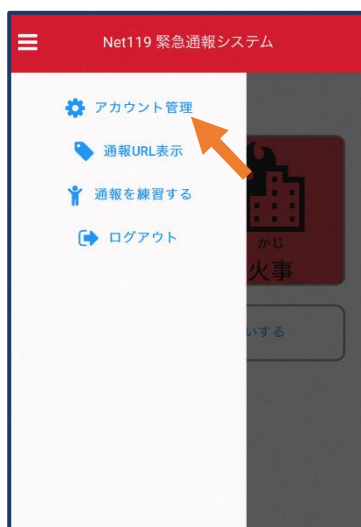 Net119 緊急通報システム
アカウント管理
通報URL表示
通報を練習する
ログアウト
かじ
火事
いする